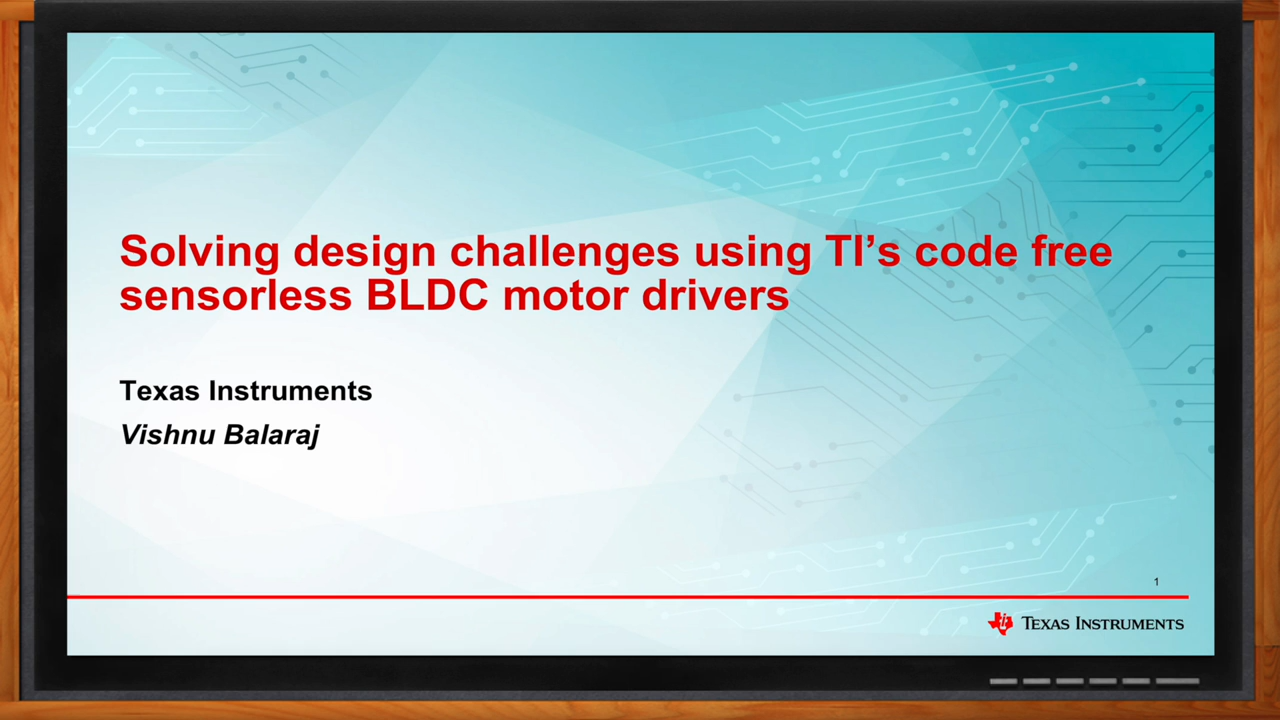 Solving design challenges using TI’s code free
sensorless BLDC motor drivers
Texas Instruments
Vishnu Balaraj
1
TEXAS INSTRUMENTS